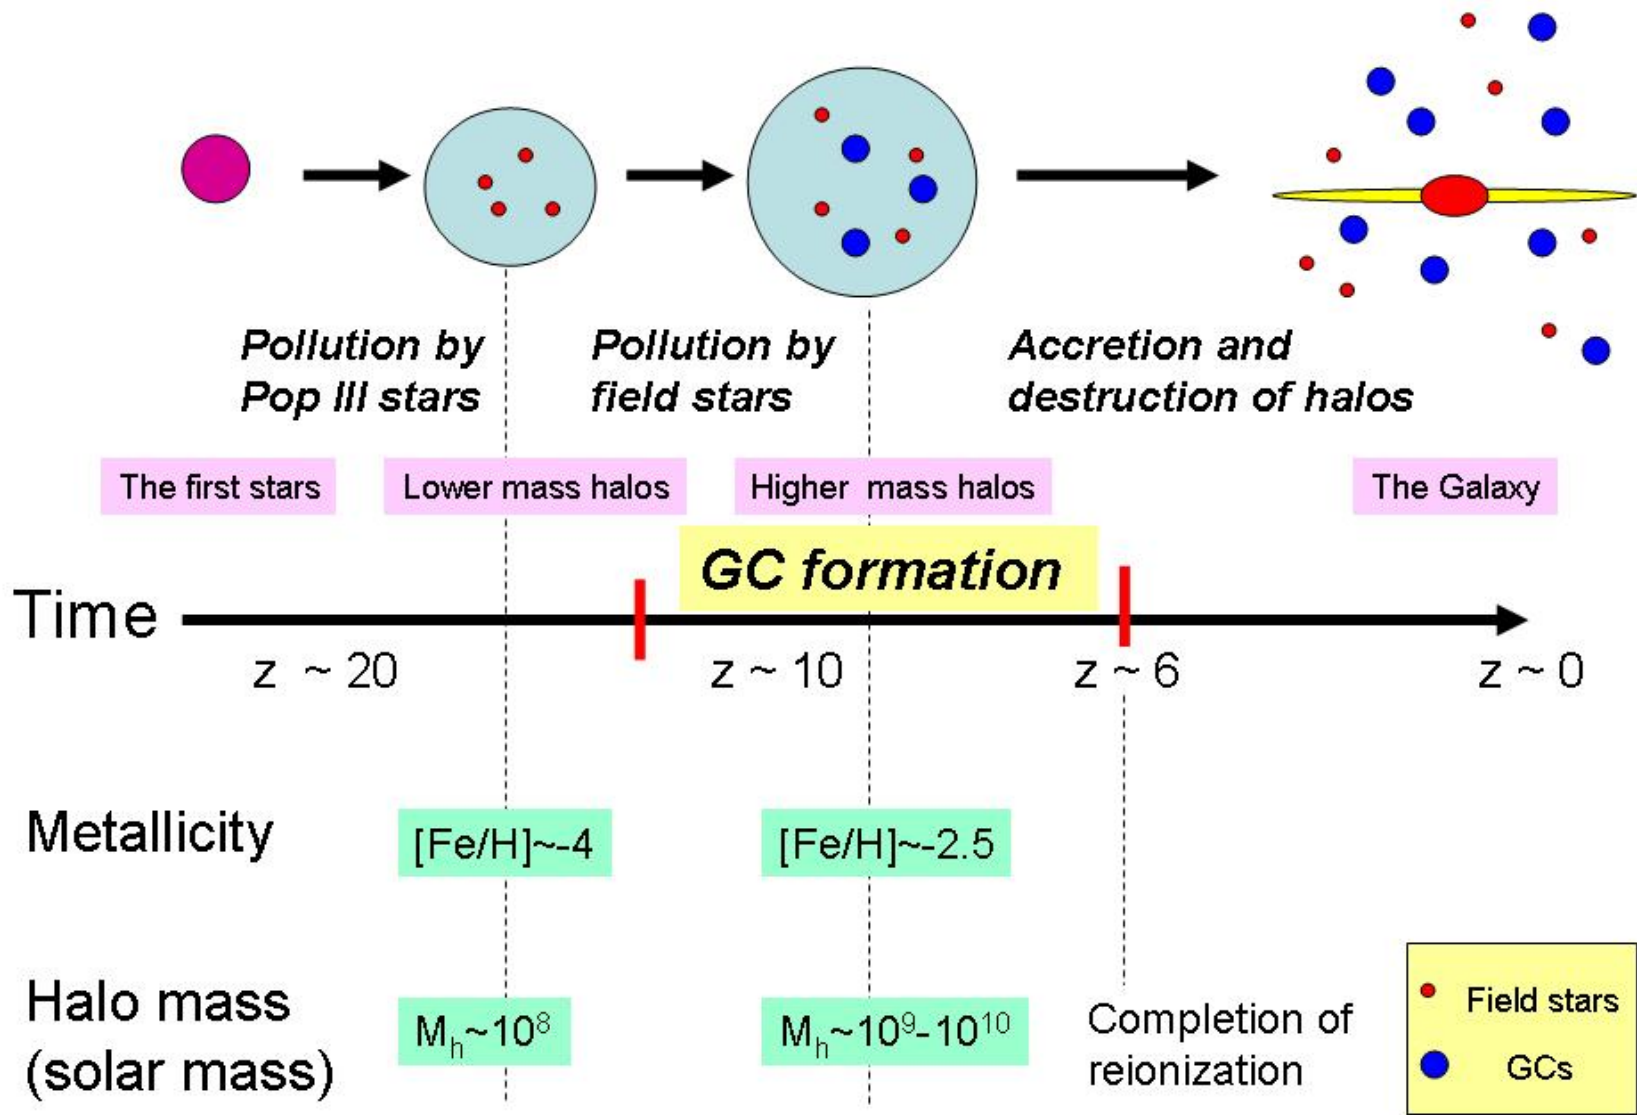 Pollution by
Pop III stars
Pollution by
field stars
Accretion and
destruction of halos
The first stars
Lower mass halos
Higher mass halos
The Galaxy
GC formation
Time
z ~ 20
z ~ 10
z ~ 6
z ~ 0
Metallicity
[Fe/H]~-4
[Fe/H]~-2.5
Halo mass
(solar mass)
M_h~10^8
M_h~10^9-10^10
Completion of
reionization
Field stars
GCs